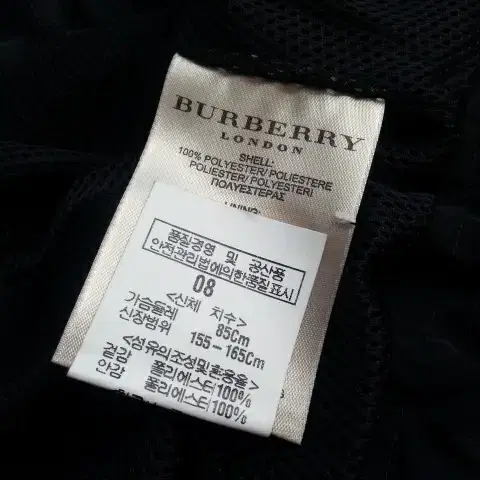 BURBERRY
LONDON
SHELL:
100% POLYESTER/POLIESTERE
POLIESTER/POLYESTER/
ΠΟΛΥΕΣΤΕΡΑΣ
LINING:
품질경영 및 공산품
안전관리법에의한품질표시
08
<신체 치수>
가슴둘레 85Cm
신장범위 155-165Cm
<섬유의조성및혼용율>
겉감 폴리에스터100%
안감 폴리에스터100%